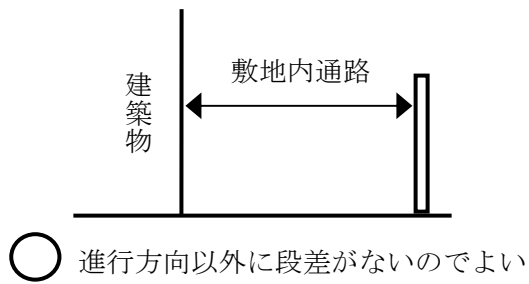 敷地内通路
建築物
○ 進行方向以外に段差がないのでよい